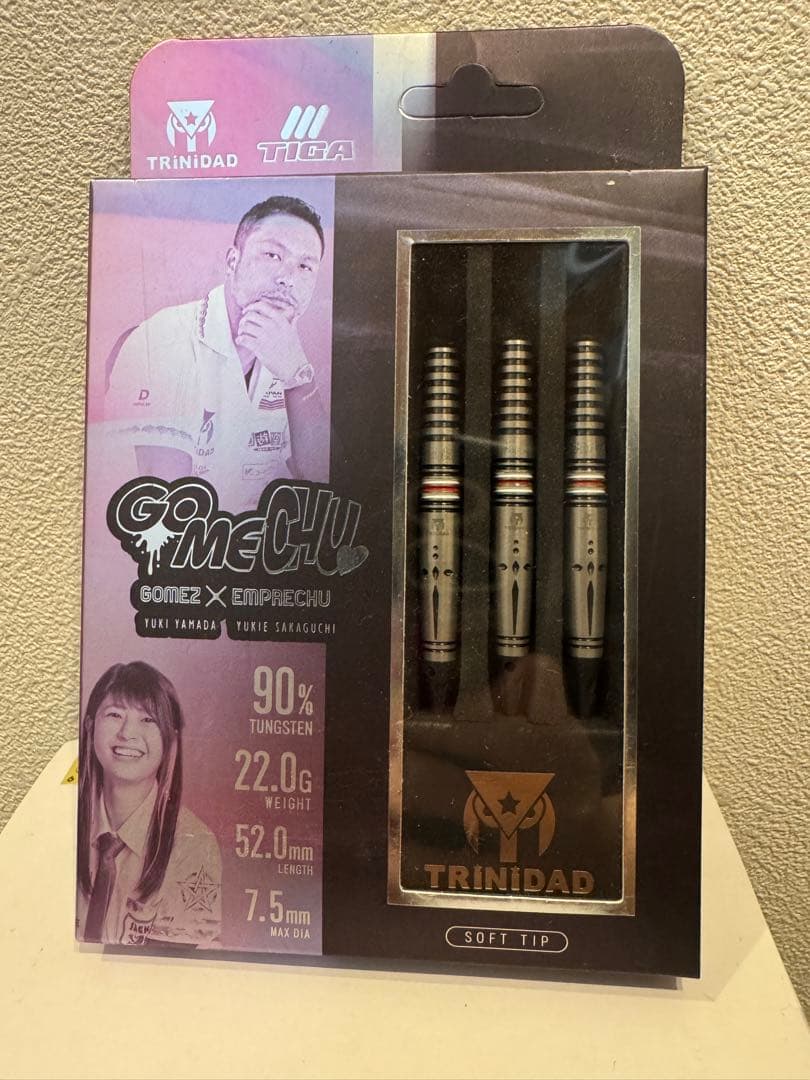 TRiNiDAD
TIGA
D
GOMECHU
GOMEZ X EMPRECHU
YUKI YAMADA YUKIE SAKAGUCHI
90%
TUNGSTEN
22.0G
WEIGHT
52.0mm
LENGTH
7.5mm
MAX DIA
TRiNiDAD
SOFT TIP